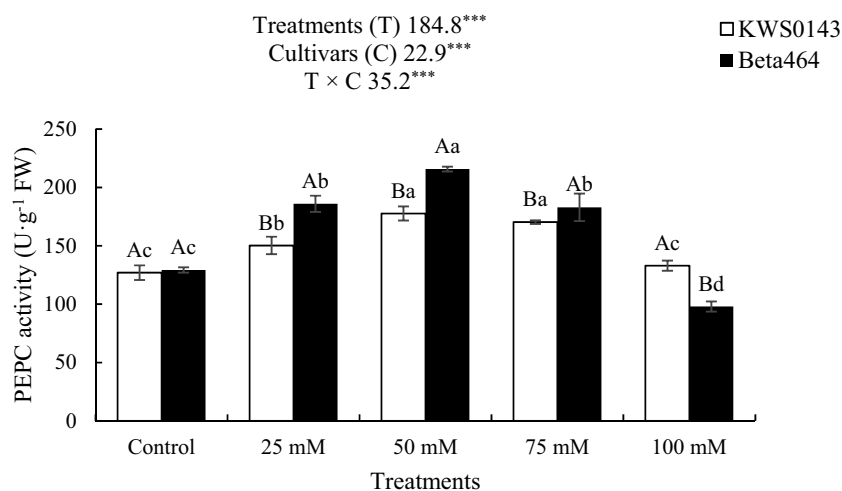 Treatments (T) 184.8***
Cultivars (C) 22.9***
T × C 35.2***
KWS0143
Beta464
PEPC activity (U·g-1 FW)
250
200
150
100
50
0
Ac
Ac
Bb
Ab
Ba
Aa
Ba
Ab
Ac
Bd
Control
25 mM
50 mM
75 mM
100 mM
Treatments